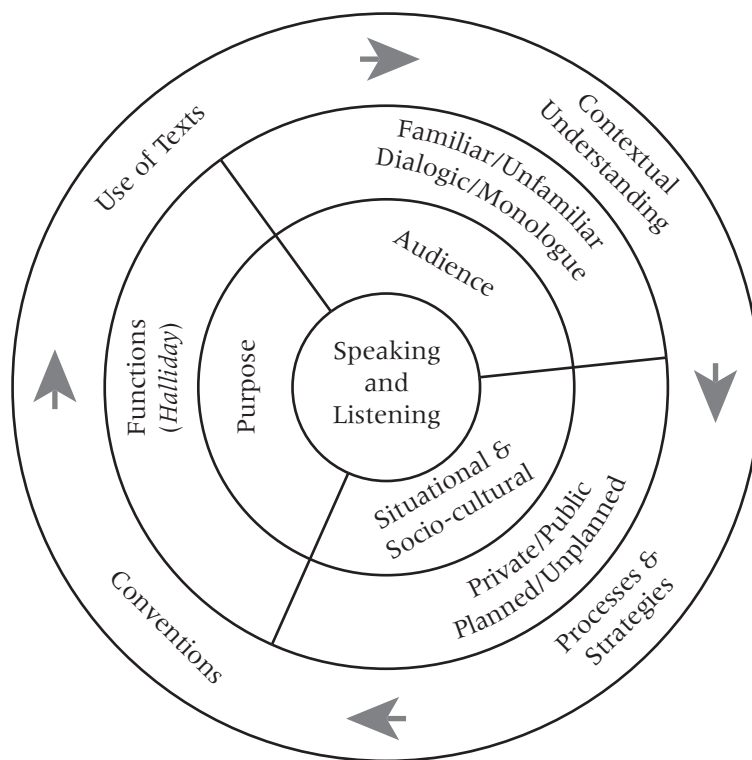 Use of Texts
Contextual
Understanding
Familiar/Unfamiliar
Dialogic/Monologue
Audience
Functions
(Halliday)
Purpose
Speaking
and
Listening
Situational &
Socio-cultural
Private/Public
Planned/Unplanned
Processes &
Strategies
Conventions